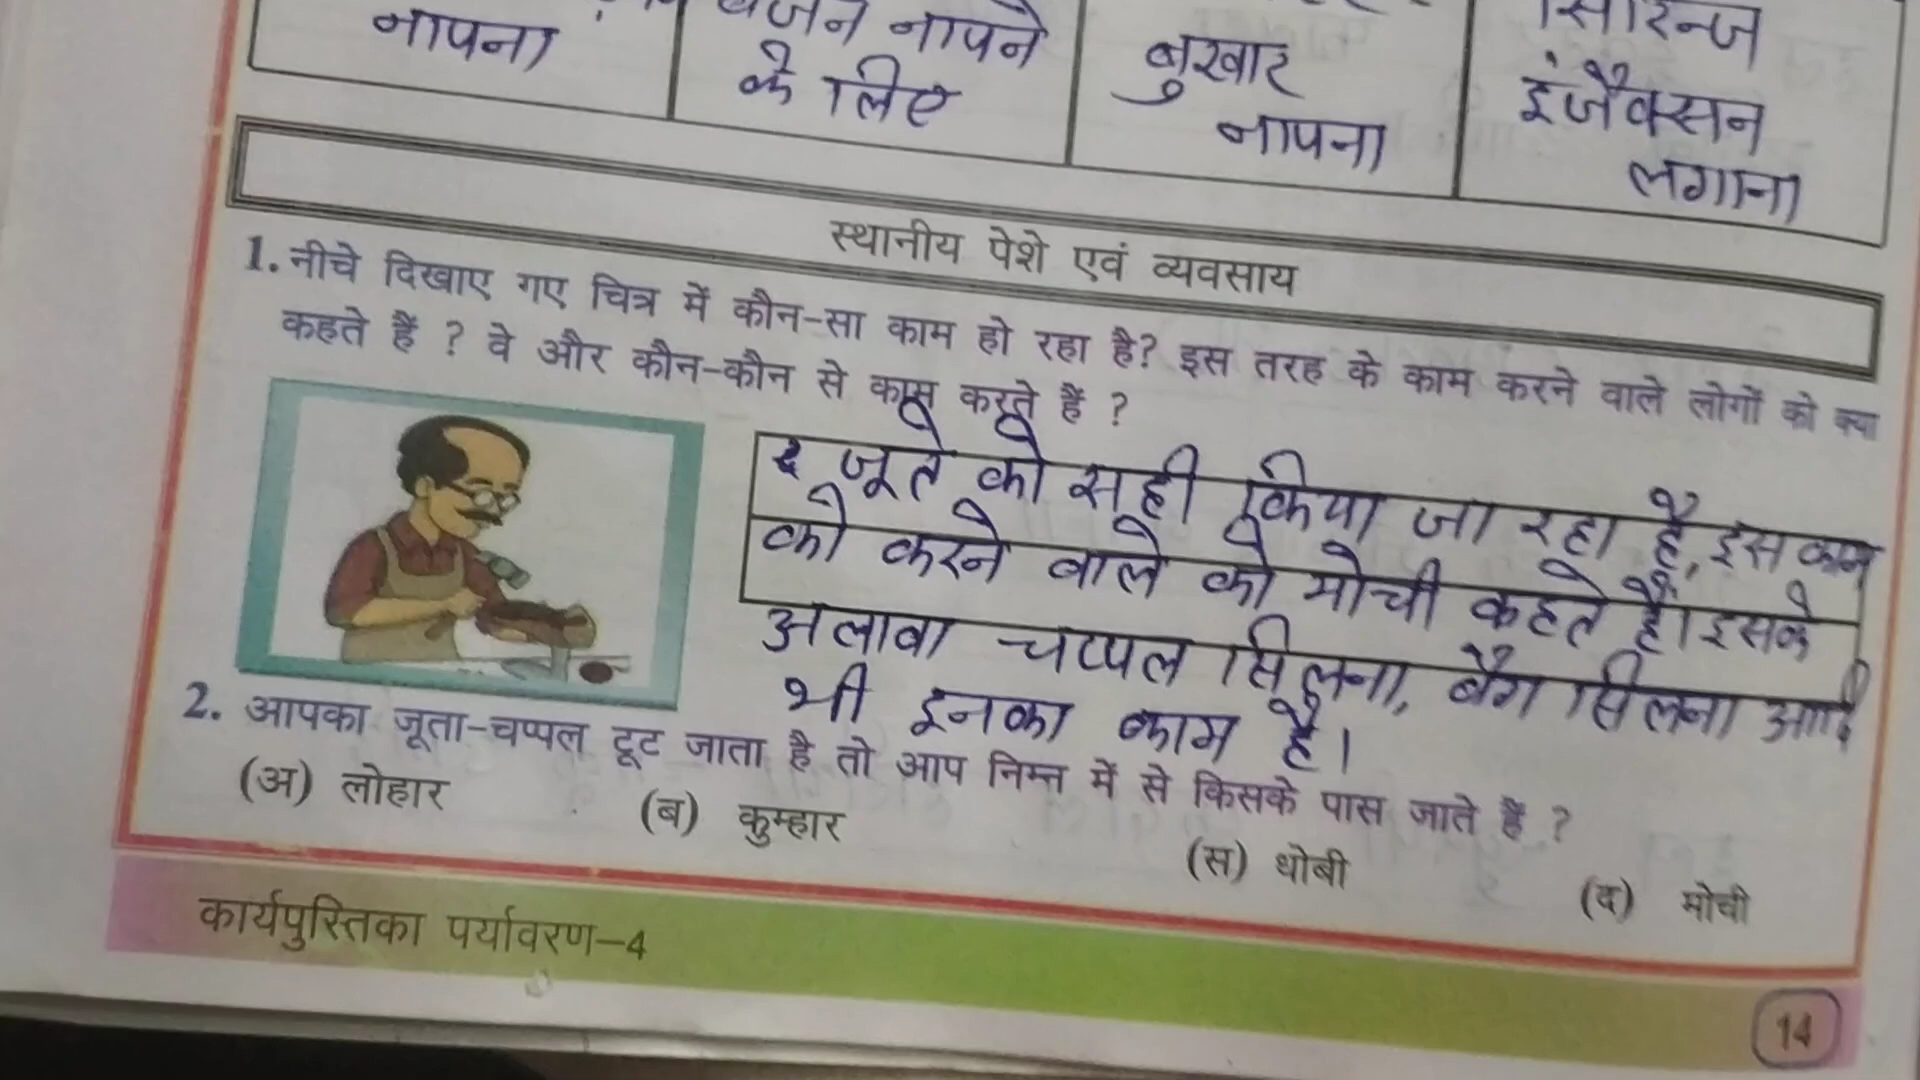 नापना
वजन नापने
के लिए
बुखार
नापना
सिरिन्ज
इंजैक्सन
लगाना
स्थानीय पेशे एवं व्यवसाय
1. नीचे दिखाए गए चित्र में कौन-सा काम हो रहा है? इस तरह के काम करने वाले लोगों को क्या
कहते हैं ? वे और कौन-कौन से काम करते हैं ?
जूते को सही किया जा रहा है, इस काम
को करने वाले को मोची कहते हैं। इसके
अलावा चप्पल सिलना, बैग सिलना आदि
भी इनका काम है।
2. आपका जूता-चप्पल टूट जाता है तो आप निम्न में से किसके पास जाते हैं ?
(अ) लोहार (ब) कुम्हार (स) धोबी (द) मोची
कार्यपुस्तिका पर्यावरण-4
14